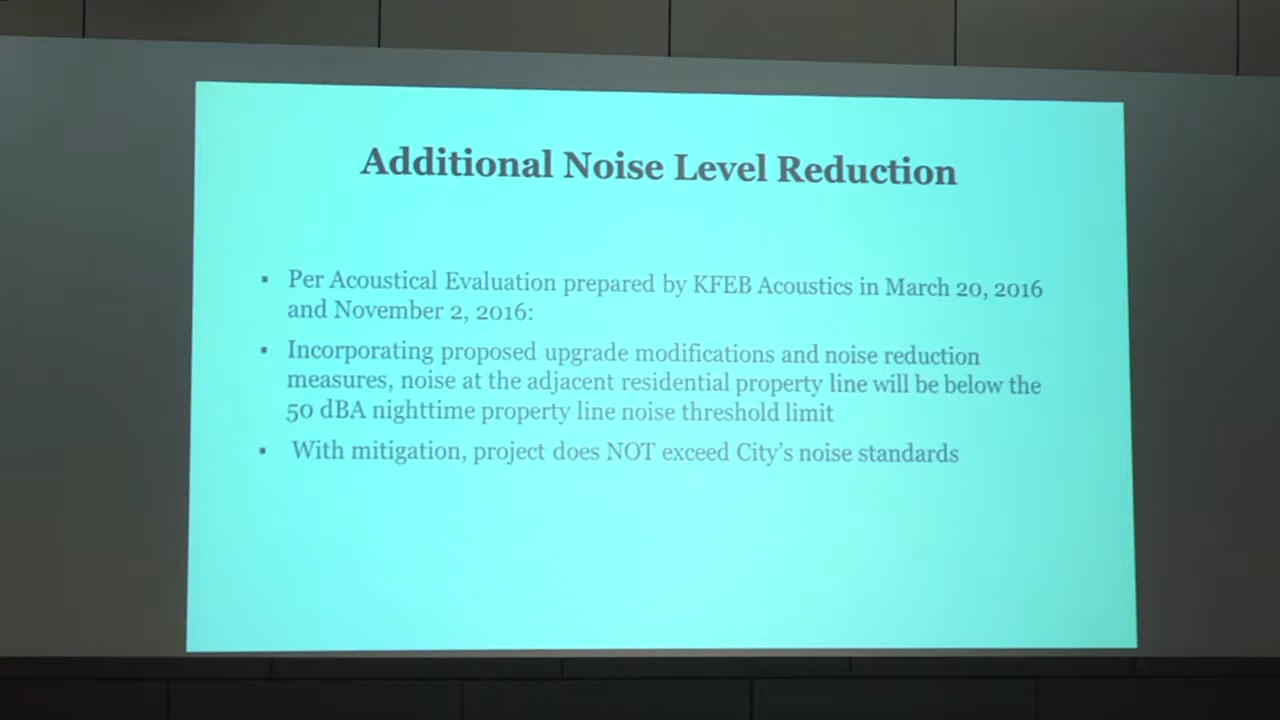 Additional Noise Level Reduction
▪ Per Acoustical Evaluation prepared by KFEB Acoustics in March 20, 2016
and November 2, 2016:
▪ Incorporating proposed upgrade modifications and noise reduction
measures, noise at the adjacent residential property line will be below the
50 dBA nighttime property line noise threshold limit
▪ With mitigation, project does NOT exceed City's noise standards